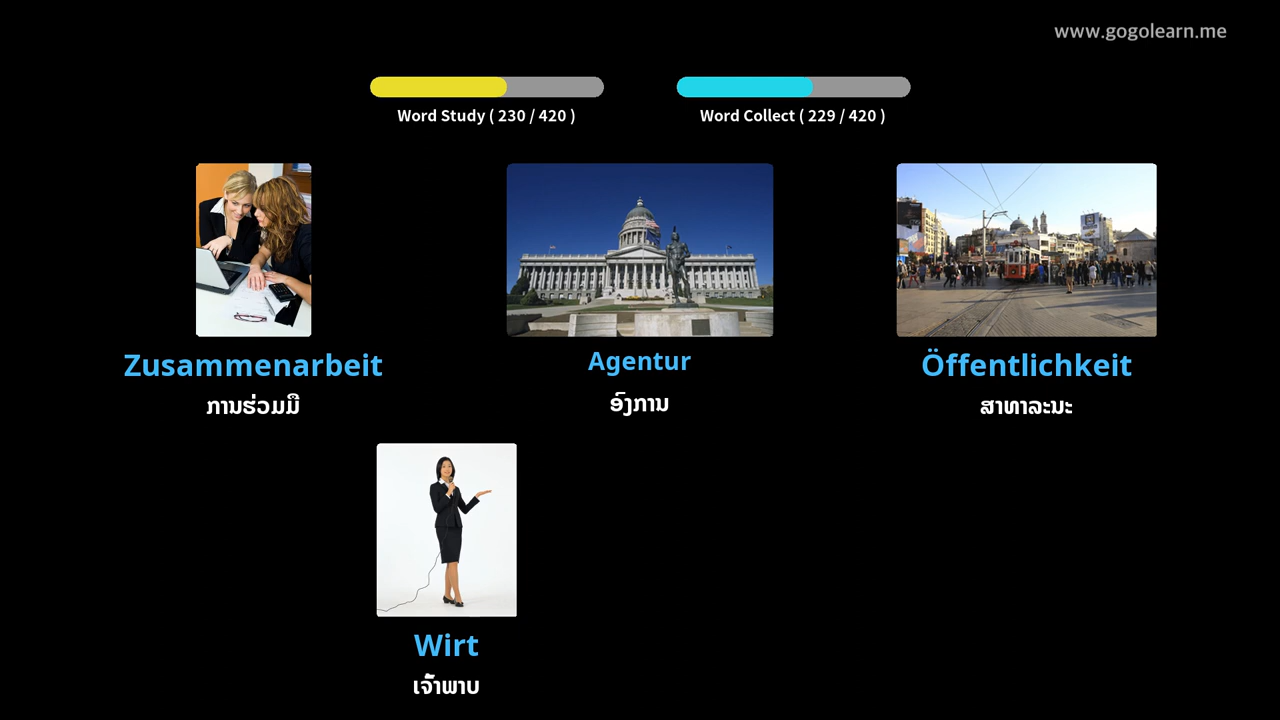 www.gogolearn.me
Word Study ( 230 / 420 )
Word Collect ( 229 / 420 )
Zusammenarbeit
ການຮ່ວມມື
Agentur
ອົງການ
Öffentlichkeit
ສາທາລະນະ
Wirt
ເຈົ້າພາບ